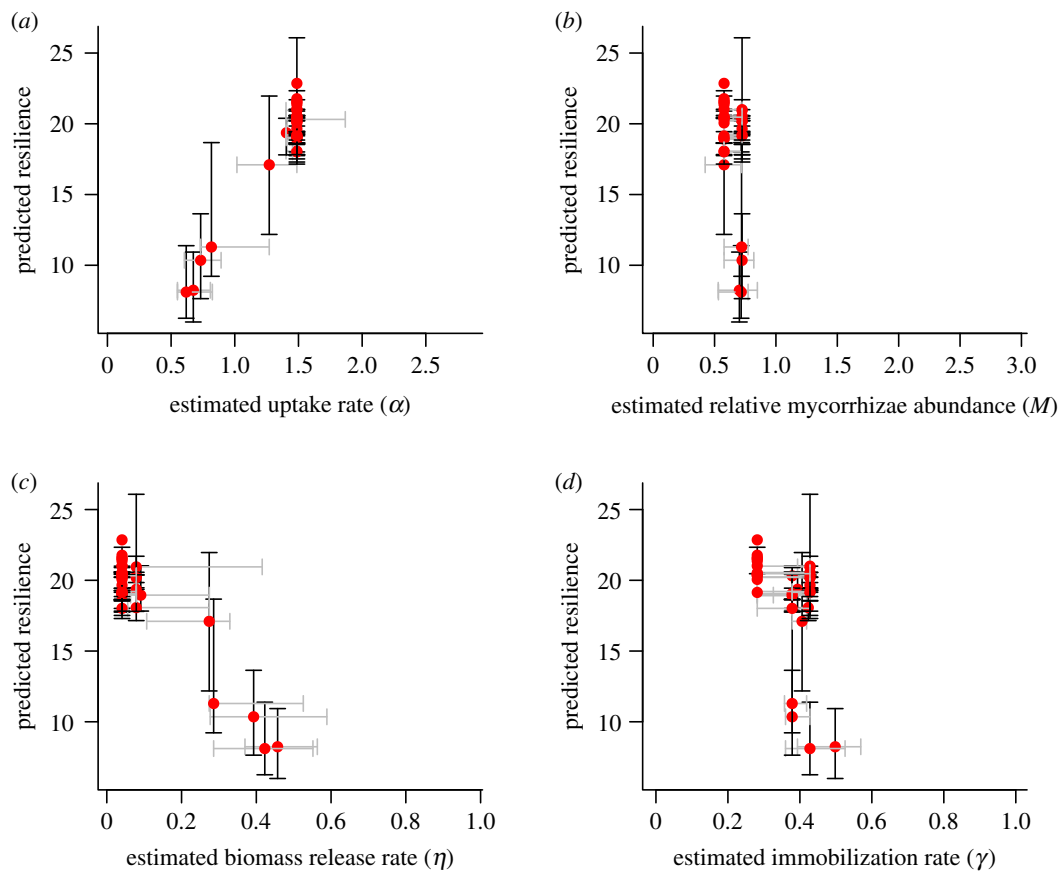 (a)
25
20
15
10
predicted resilience
0 0.5 1.0 1.5 2.0 2.5
estimated uptake rate (α)
(b)
25
20
15
10
predicted resilience
0 0.5 1.0 1.5 2.0 2.5 3.0
estimated relative mycorrhizae abundance (M)
(c)
25
20
15
10
predicted resilience
0 0.2 0.4 0.6 0.8 1.0
estimated biomass release rate (η)
(d)
25
20
15
10
predicted resilience
0 0.2 0.4 0.6 0.8 1.0
estimated immobilization rate (γ)